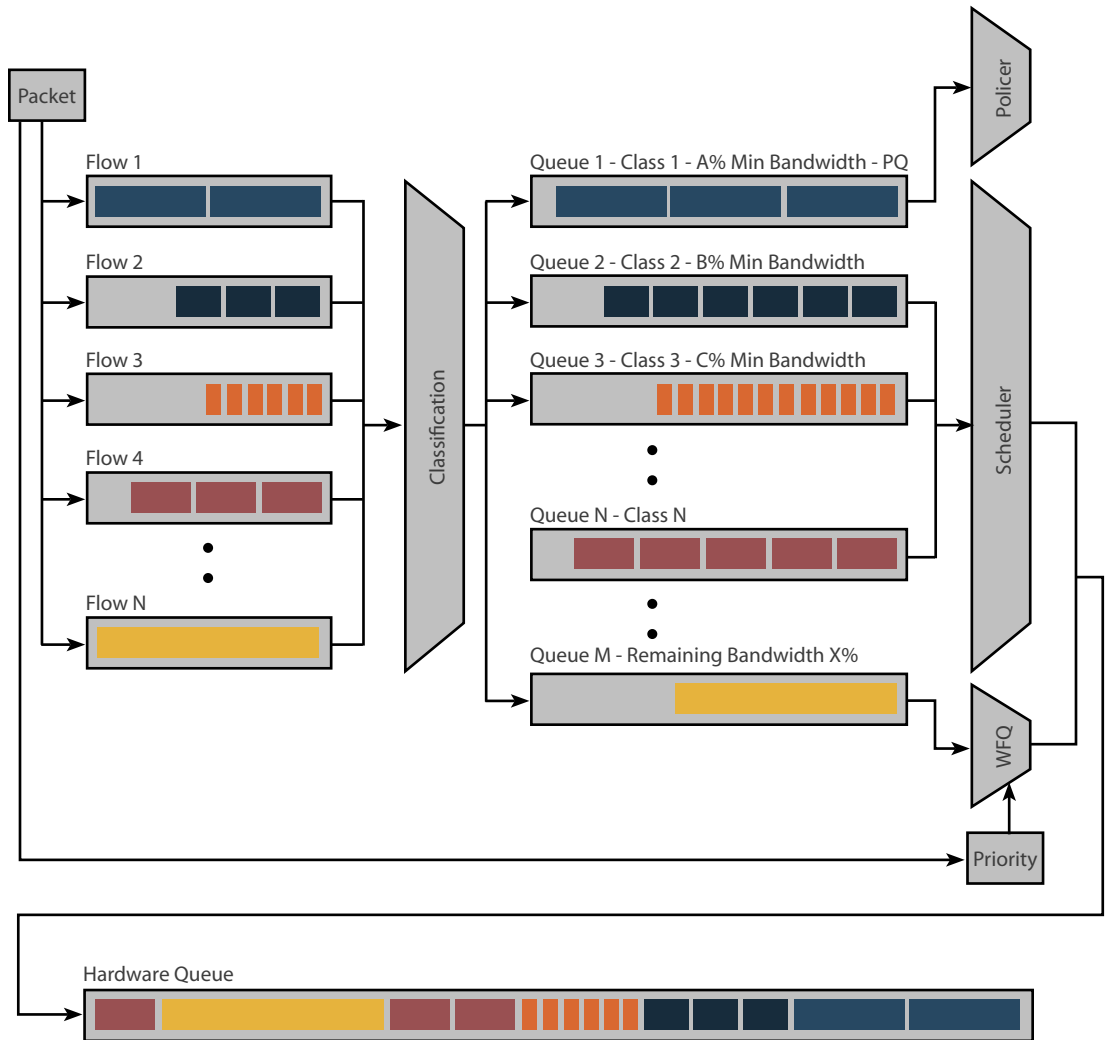 Packet
Policer
Flow 1
Queue 1 - Class 1 - A% Min Bandwidth - PQ
Flow 2
Queue 2 - Class 2 - B% Min Bandwidth
Flow 3
Queue 3 - Class 3 - C% Min Bandwidth
Classification
Scheduler
Flow 4
Queue N - Class N
Flow N
Queue M - Remaining Bandwidth X%
WFQ
Priority
Hardware Queue